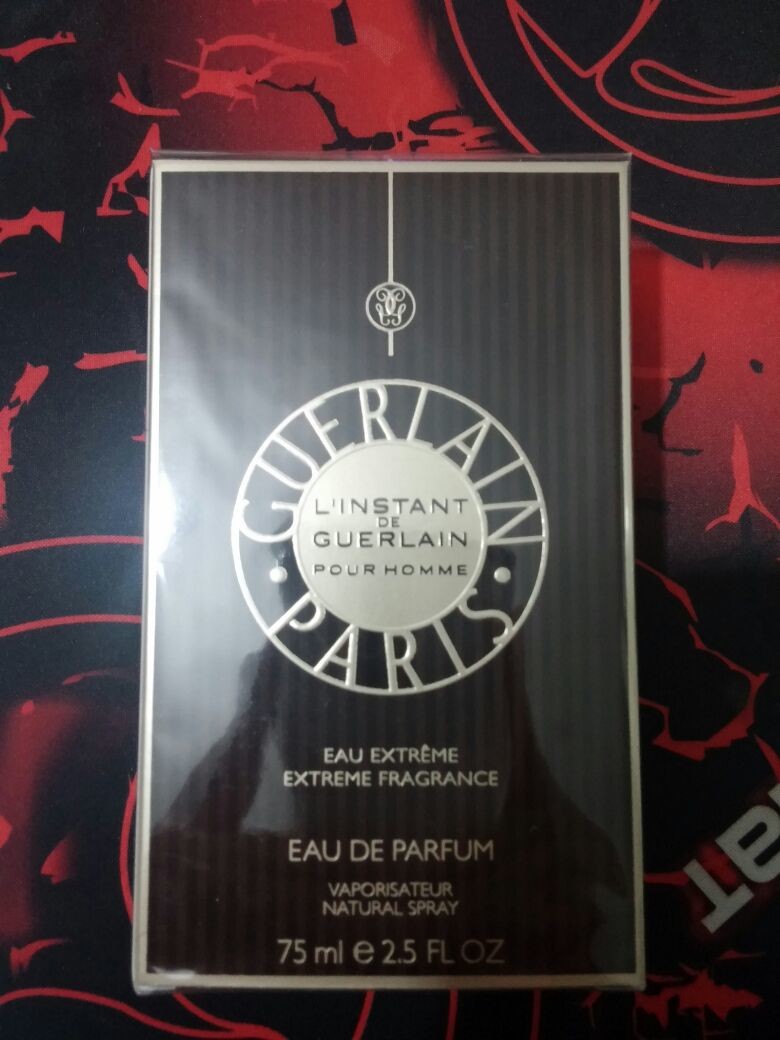 GUERLAIN
L'INSTANT
DE
GUERLAIN
POUR HOMME
PARIS
EAU EXTRÊME
EXTREME FRAGRANCE
EAU DE PARFUM
VAPORISATEUR
NATURAL SPRAY
75 ml e 2.5 FL OZ